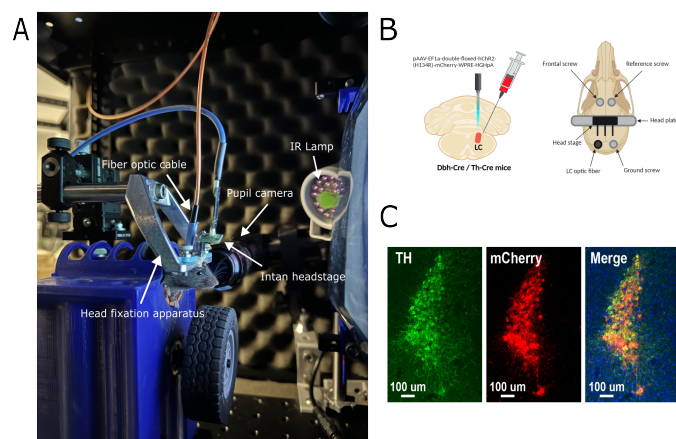 A
Fiber optic cable
IR Lamp
Pupil camera
Intan headstage
Head fixation apparatus
B
pAAV-EF1a-double-floxed-hChR2-
(H134R)-mCherry-WPRE-HGHpA
LC
Dbh-Cre / Th-Cre mice
Frontal screw
Reference screw
Head plate
Head stage
LC optic fiber
Ground screw
C
TH
mCherry
Merge
100 um
100 um
100 um